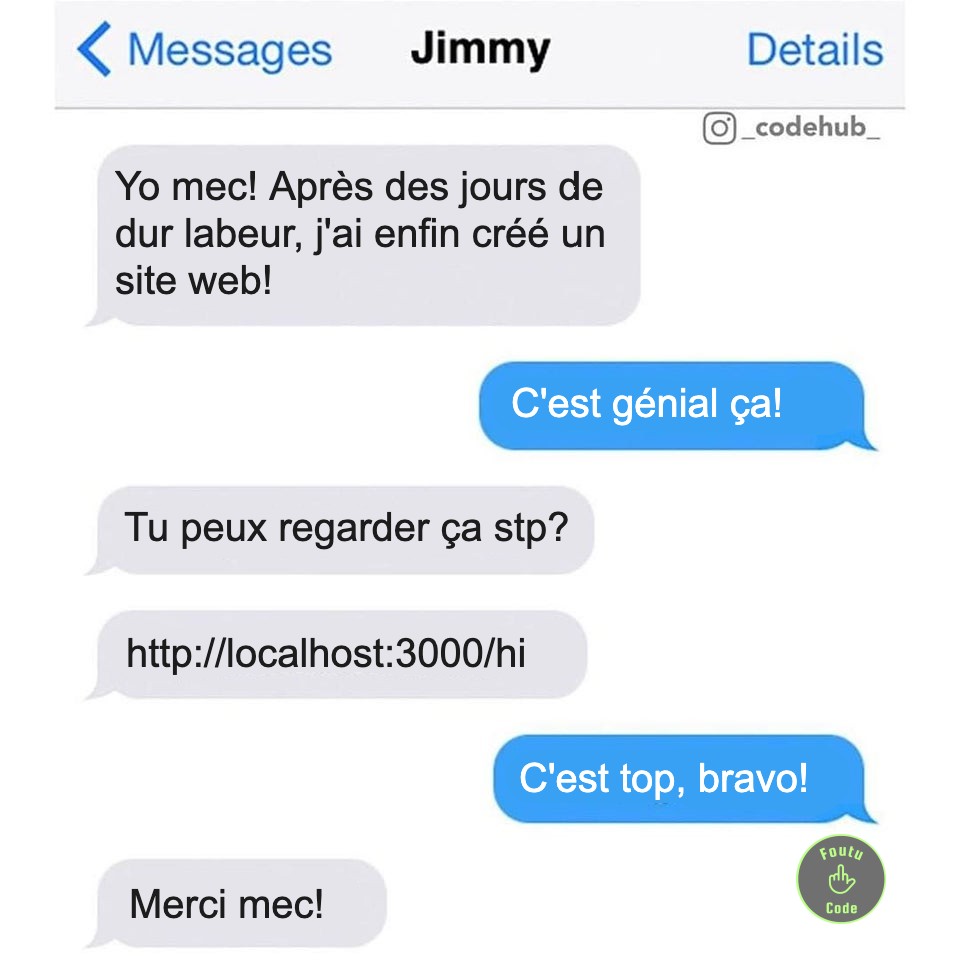 Messages Jimmy Details
_codehub_
Yo mec! Après des jours de
dur labeur, j'ai enfin créé un
site web!
C'est génial ça!
Tu peux regarder ça stp?
http://localhost:3000/hi
C'est top, bravo!
Foutu
Code
Merci mec!